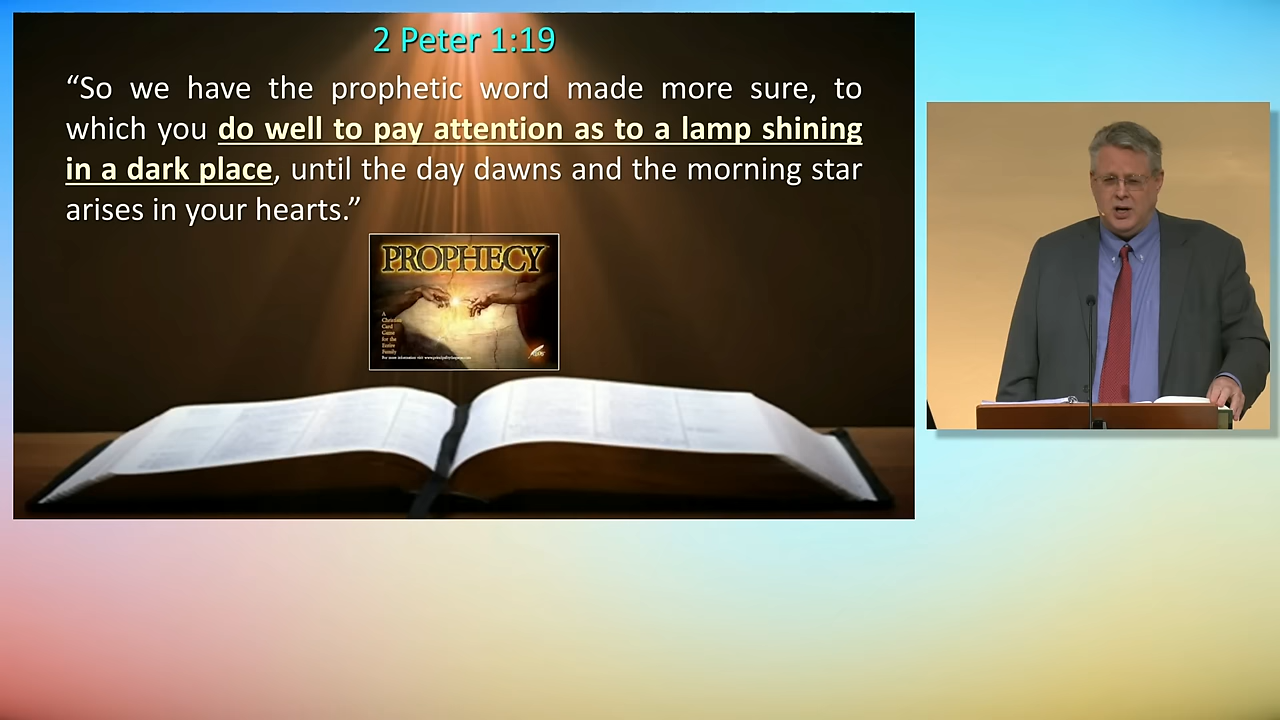 2 Peter 1:19
“So we have the prophetic word made more sure, to
which you do well to pay attention as to a lamp shining
in a dark place, until the day dawns and the morning star
arises in your hearts.”
PROPHECY
A
Christian
Card
Game
for the
Entire
Family